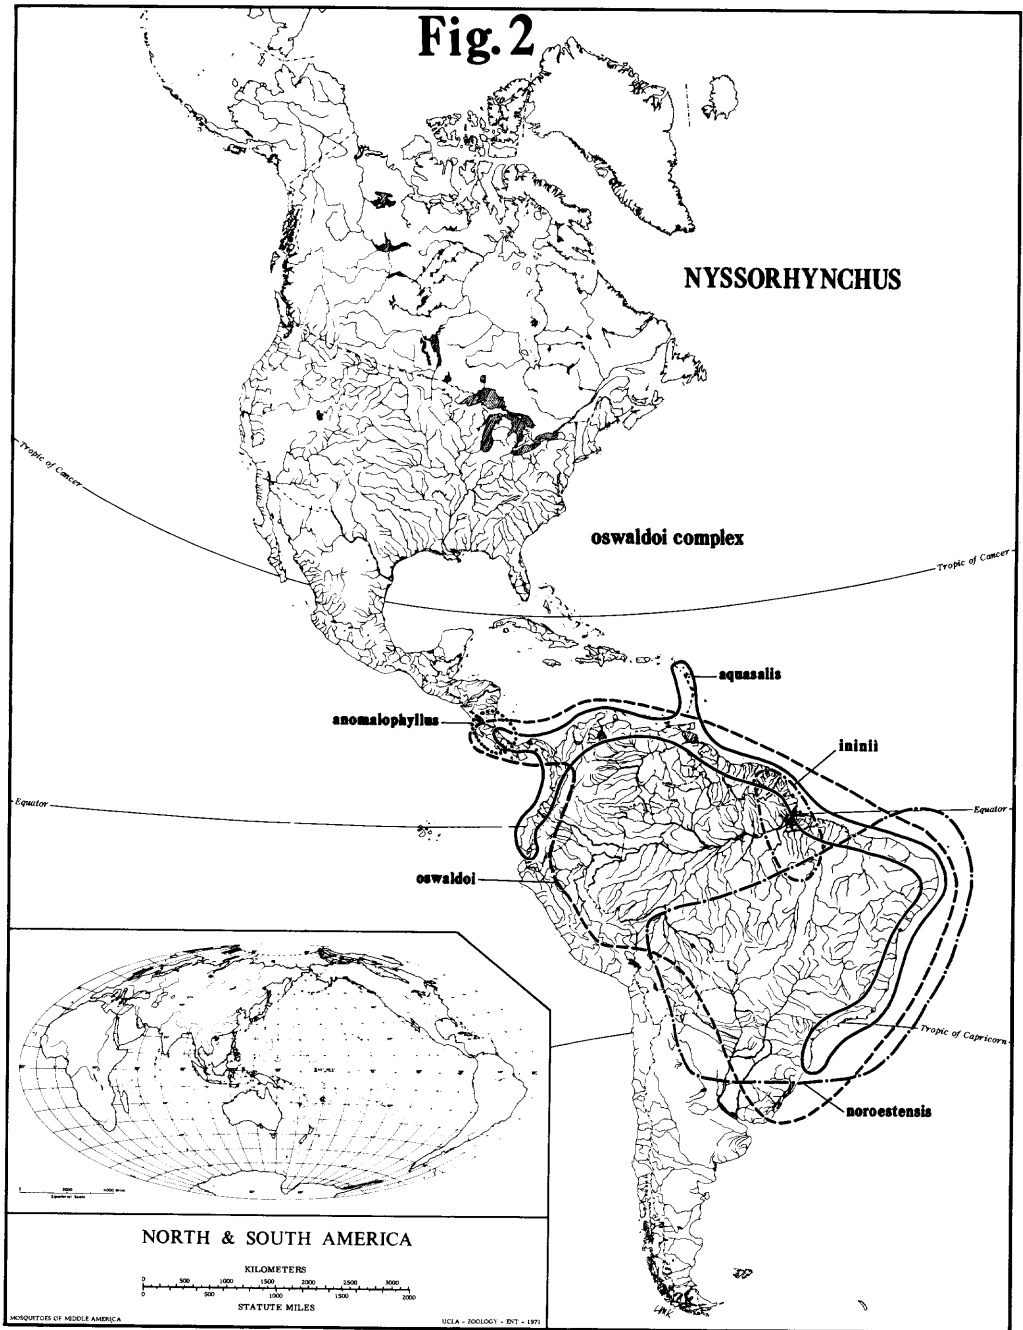 Fig. 2
NYSSORHYNCHUS
Tropic of Cancer
oswaldoi complex
Tropic of Cancer
aquasalis
anomalophyllus
ininii
Equator
Equator
oswaldoi
Tropic of Capricorn
noroestensis
NORTH & SOUTH AMERICA
KILOMETERS
0 500 1000 1500 2000 2500 3000
0 500 1000 1500 2000
STATUTE MILES
MOSQUITOES OF MIDDLE AMERICA
UCLA - ZOOLOGY - ENT - 1971